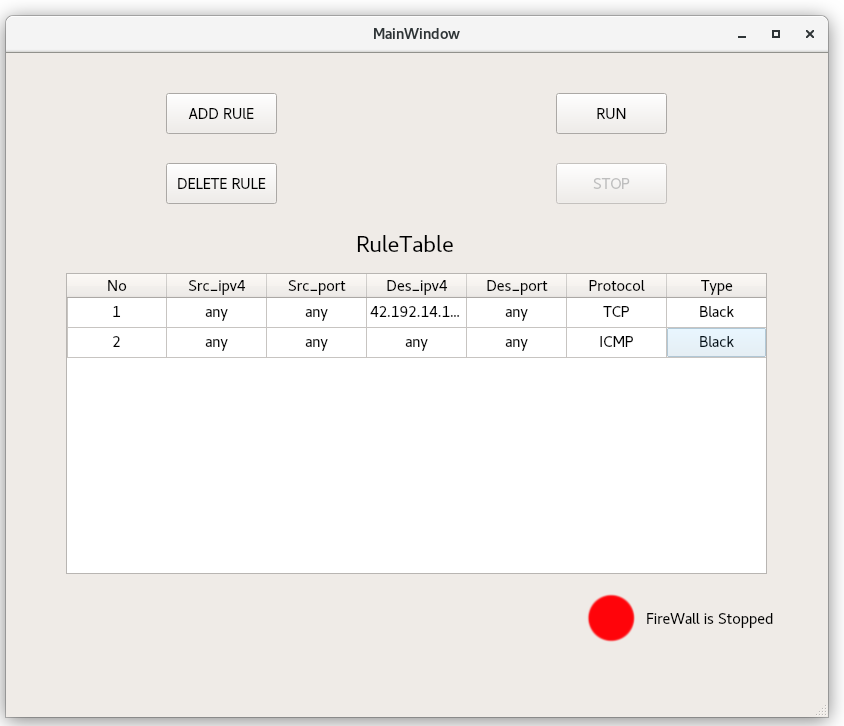 MainWindow
ADD RUlE
RUN
DELETE RULE
STOP
RuleTable
No Src_ipv4 Src_port Des_ipv4 Des_port Protocol Type
1 any any 42.192.14.1... any TCP Black
2 any any any any ICMP Black
FireWall is Stopped